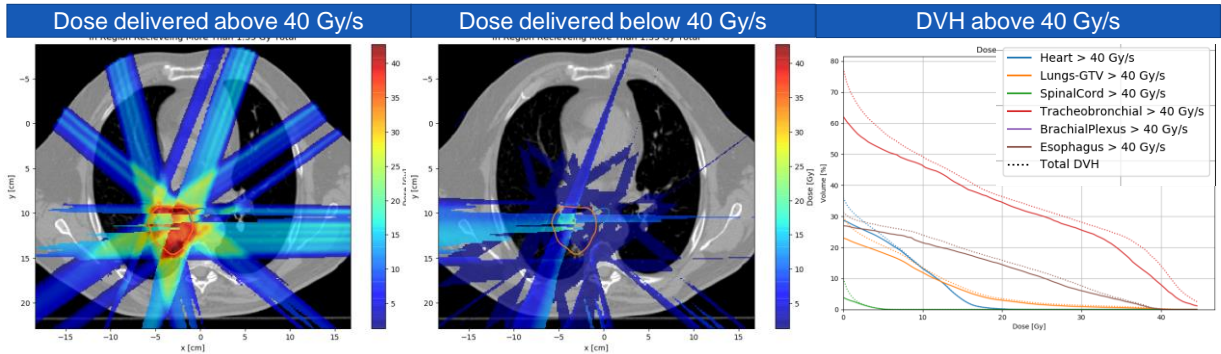 Dose delivered above 40 Gy/s
Dose delivered below 40 Gy/s
DVH above 40 Gy/s
In Region Recieveing More Than 1.55 Gy Total
−5
0
5
10
15
20
y [cm]
−15
−10
−5
0
5
10
15
x [cm]
40
35
30
25
20
15
10
5
Dose [Gy]
In Region Recieveing More Than 1.55 Gy Total
−5
0
5
10
15
20
y [cm]
−15
−10
−5
0
5
10
15
x [cm]
40
35
30
25
20
15
10
5
Dose [Gy]
Dose
Heart > 40 Gy/s
Lungs-GTV > 40 Gy/s
SpinalCord > 40 Gy/s
Tracheobronchial > 40 Gy/s
BrachialPlexus > 40 Gy/s
Esophagus > 40 Gy/s
Total DVH
80
70
60
50
40
30
20
10
0
Volume [%]
0
10
20
30
40
Dose [Gy]